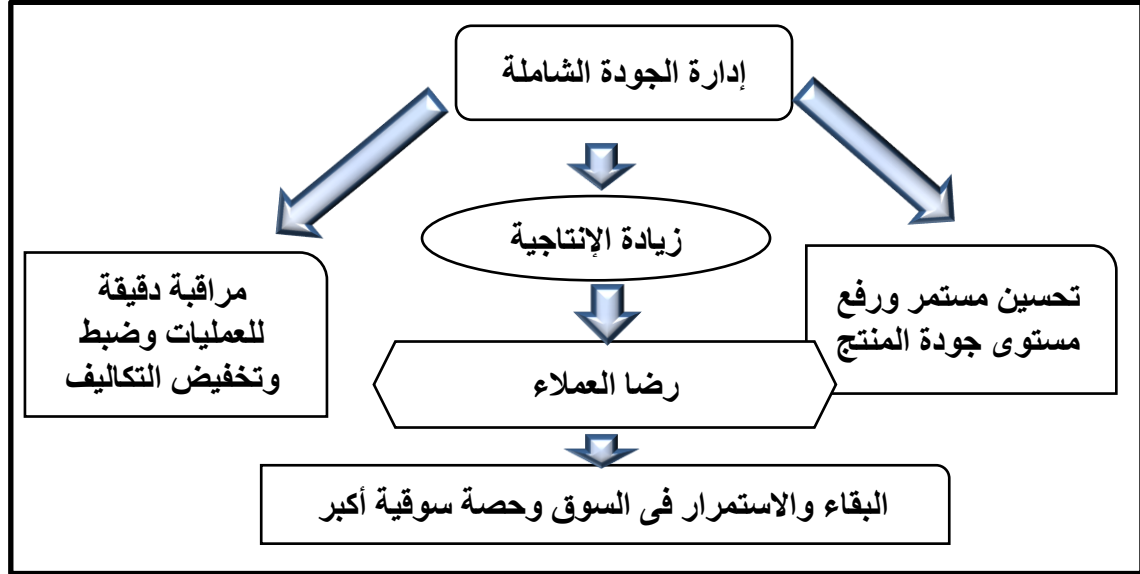 إدارة الجودة الشاملة
زيادة الإنتاجية
تحسين مستمر ورفع
مستوى جودة المنتج
مراقبة دقيقة
للعمليات وضبط
وتخفيض التكاليف
رضا العملاء
البقاء والاستمرار فى السوق وحصة سوقية أكبر